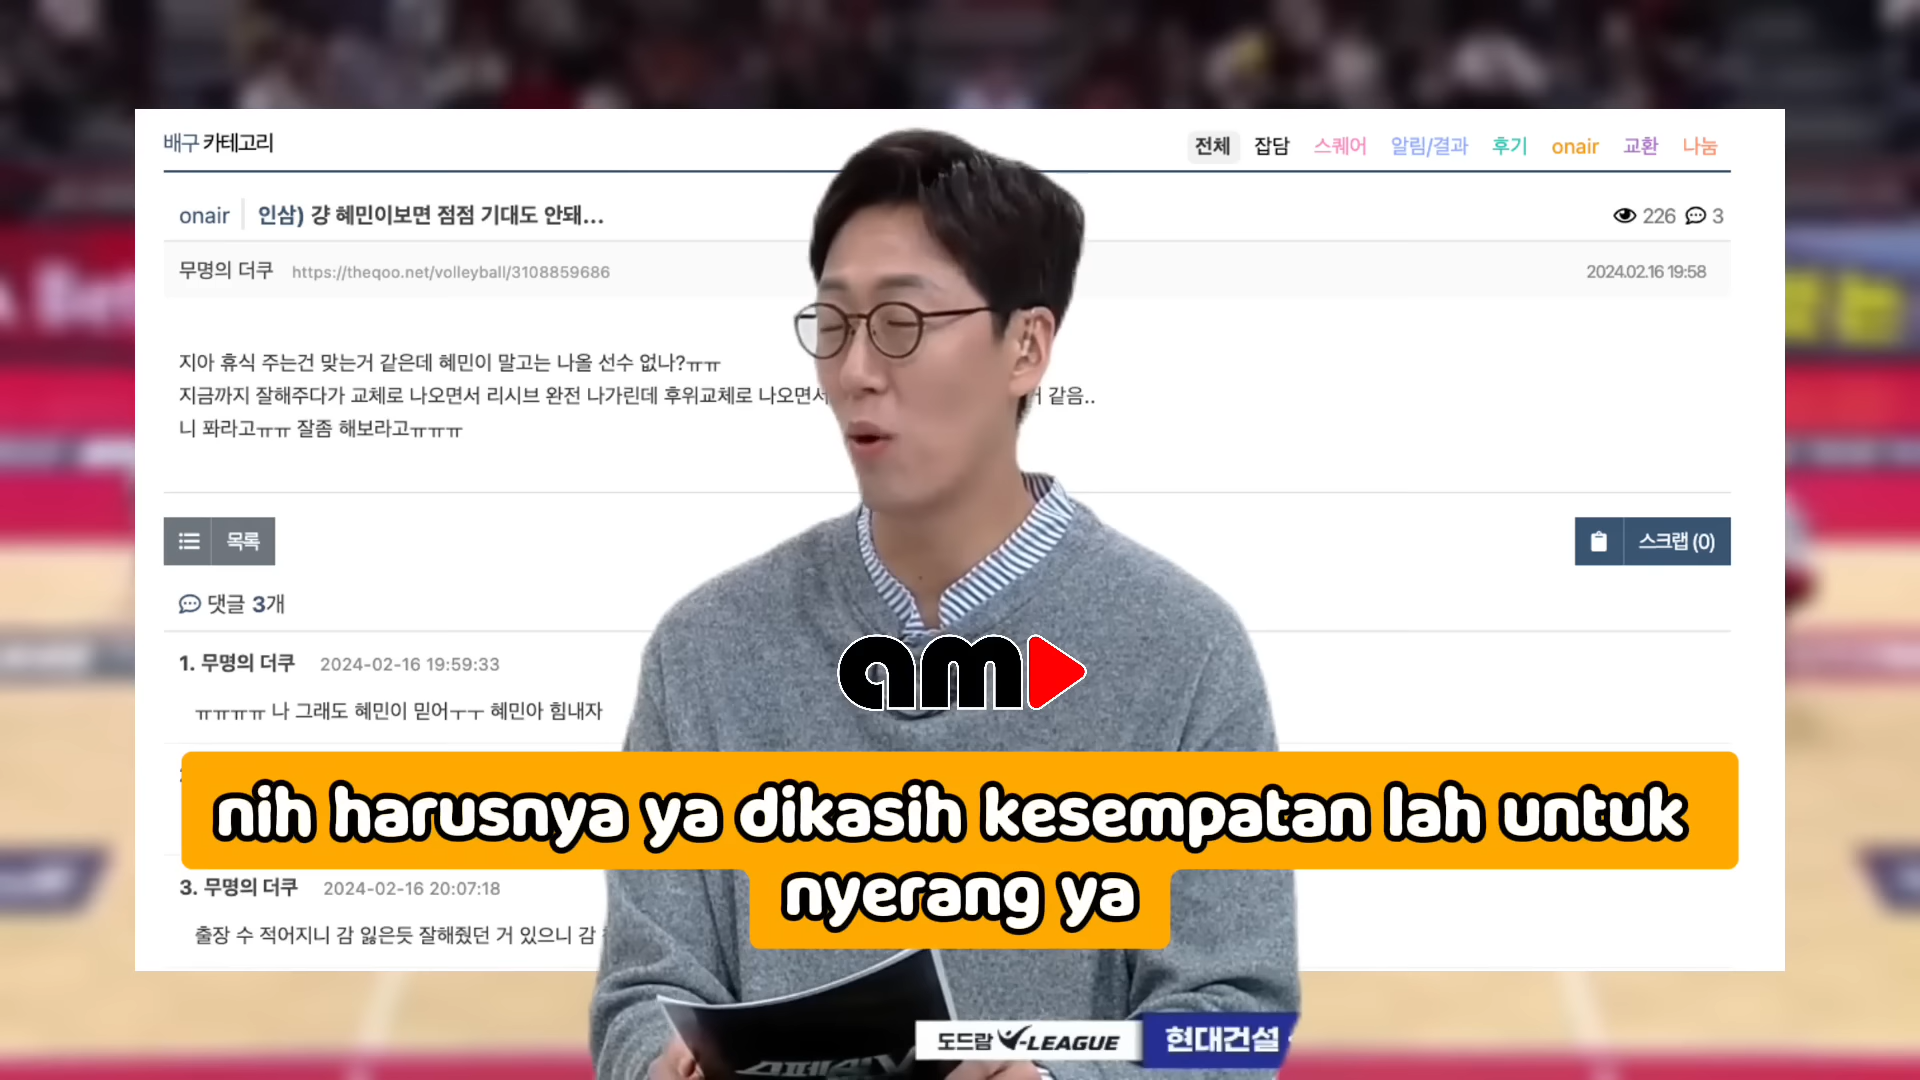 배구 카테고리
전체 잡담 스퀘어 알림/결과 후기 onair 교환 나눔
onair 인삼) 걍 혜민이보면 점점 기대도 안돼...
226 3
무명의 더쿠 https://theqoo.net/volleyball/3108859686
2024.02.16 19:58
지아 휴식 주는건 맞는거 같은데 혜민이 말고는 나올 선수 없나?ㅠㅠ
지금까지 잘해주다가 교체로 나오면서 리시브 완전 나가린데 후위교체로 나오면서 같음..
니 퐈라고ㅠㅠ 잘좀 해보라고ㅠㅠㅠ
목록
스크랩 (0)
댓글 3개
1. 무명의 더쿠 2024-02-16 19:59:33
ㅠㅠㅠㅠ 나 그래도 혜민이 믿어ㅜㅜ 혜민아 힘내자
am
nih harusnya ya dikasih kesempatan lah untuk
nyerang ya
3. 무명의 더쿠 2024-02-16 20:07:18
출장 수 적어지니 감 잃은듯 잘해줬던 거 있으니 감
도드람 V-LEAGUE 현대건설